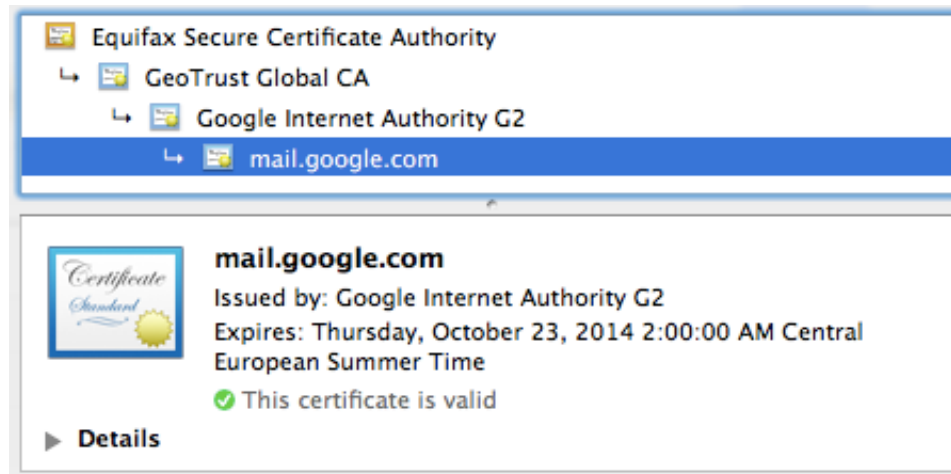 Equifax Secure Certificate Authority
↳ GeoTrust Global CA
↳ Google Internet Authority G2
↳ mail.google.com
Certificate
Standard
mail.google.com
Issued by: Google Internet Authority G2
Expires: Thursday, October 23, 2014 2:00:00 AM Central
European Summer Time
This certificate is valid
Details